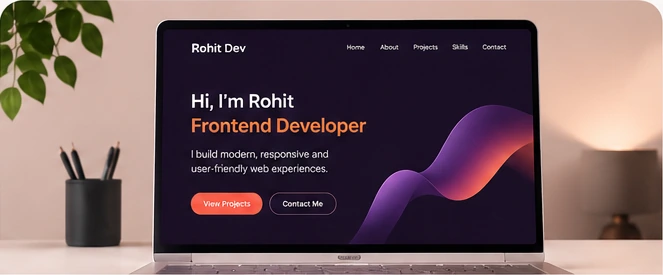 Rohit Dev
Home About Projects Skills Contact
Hi, I'm Rohit
Frontend Developer
I build modern, responsive and
user-friendly web experiences.
View Projects Contact Me